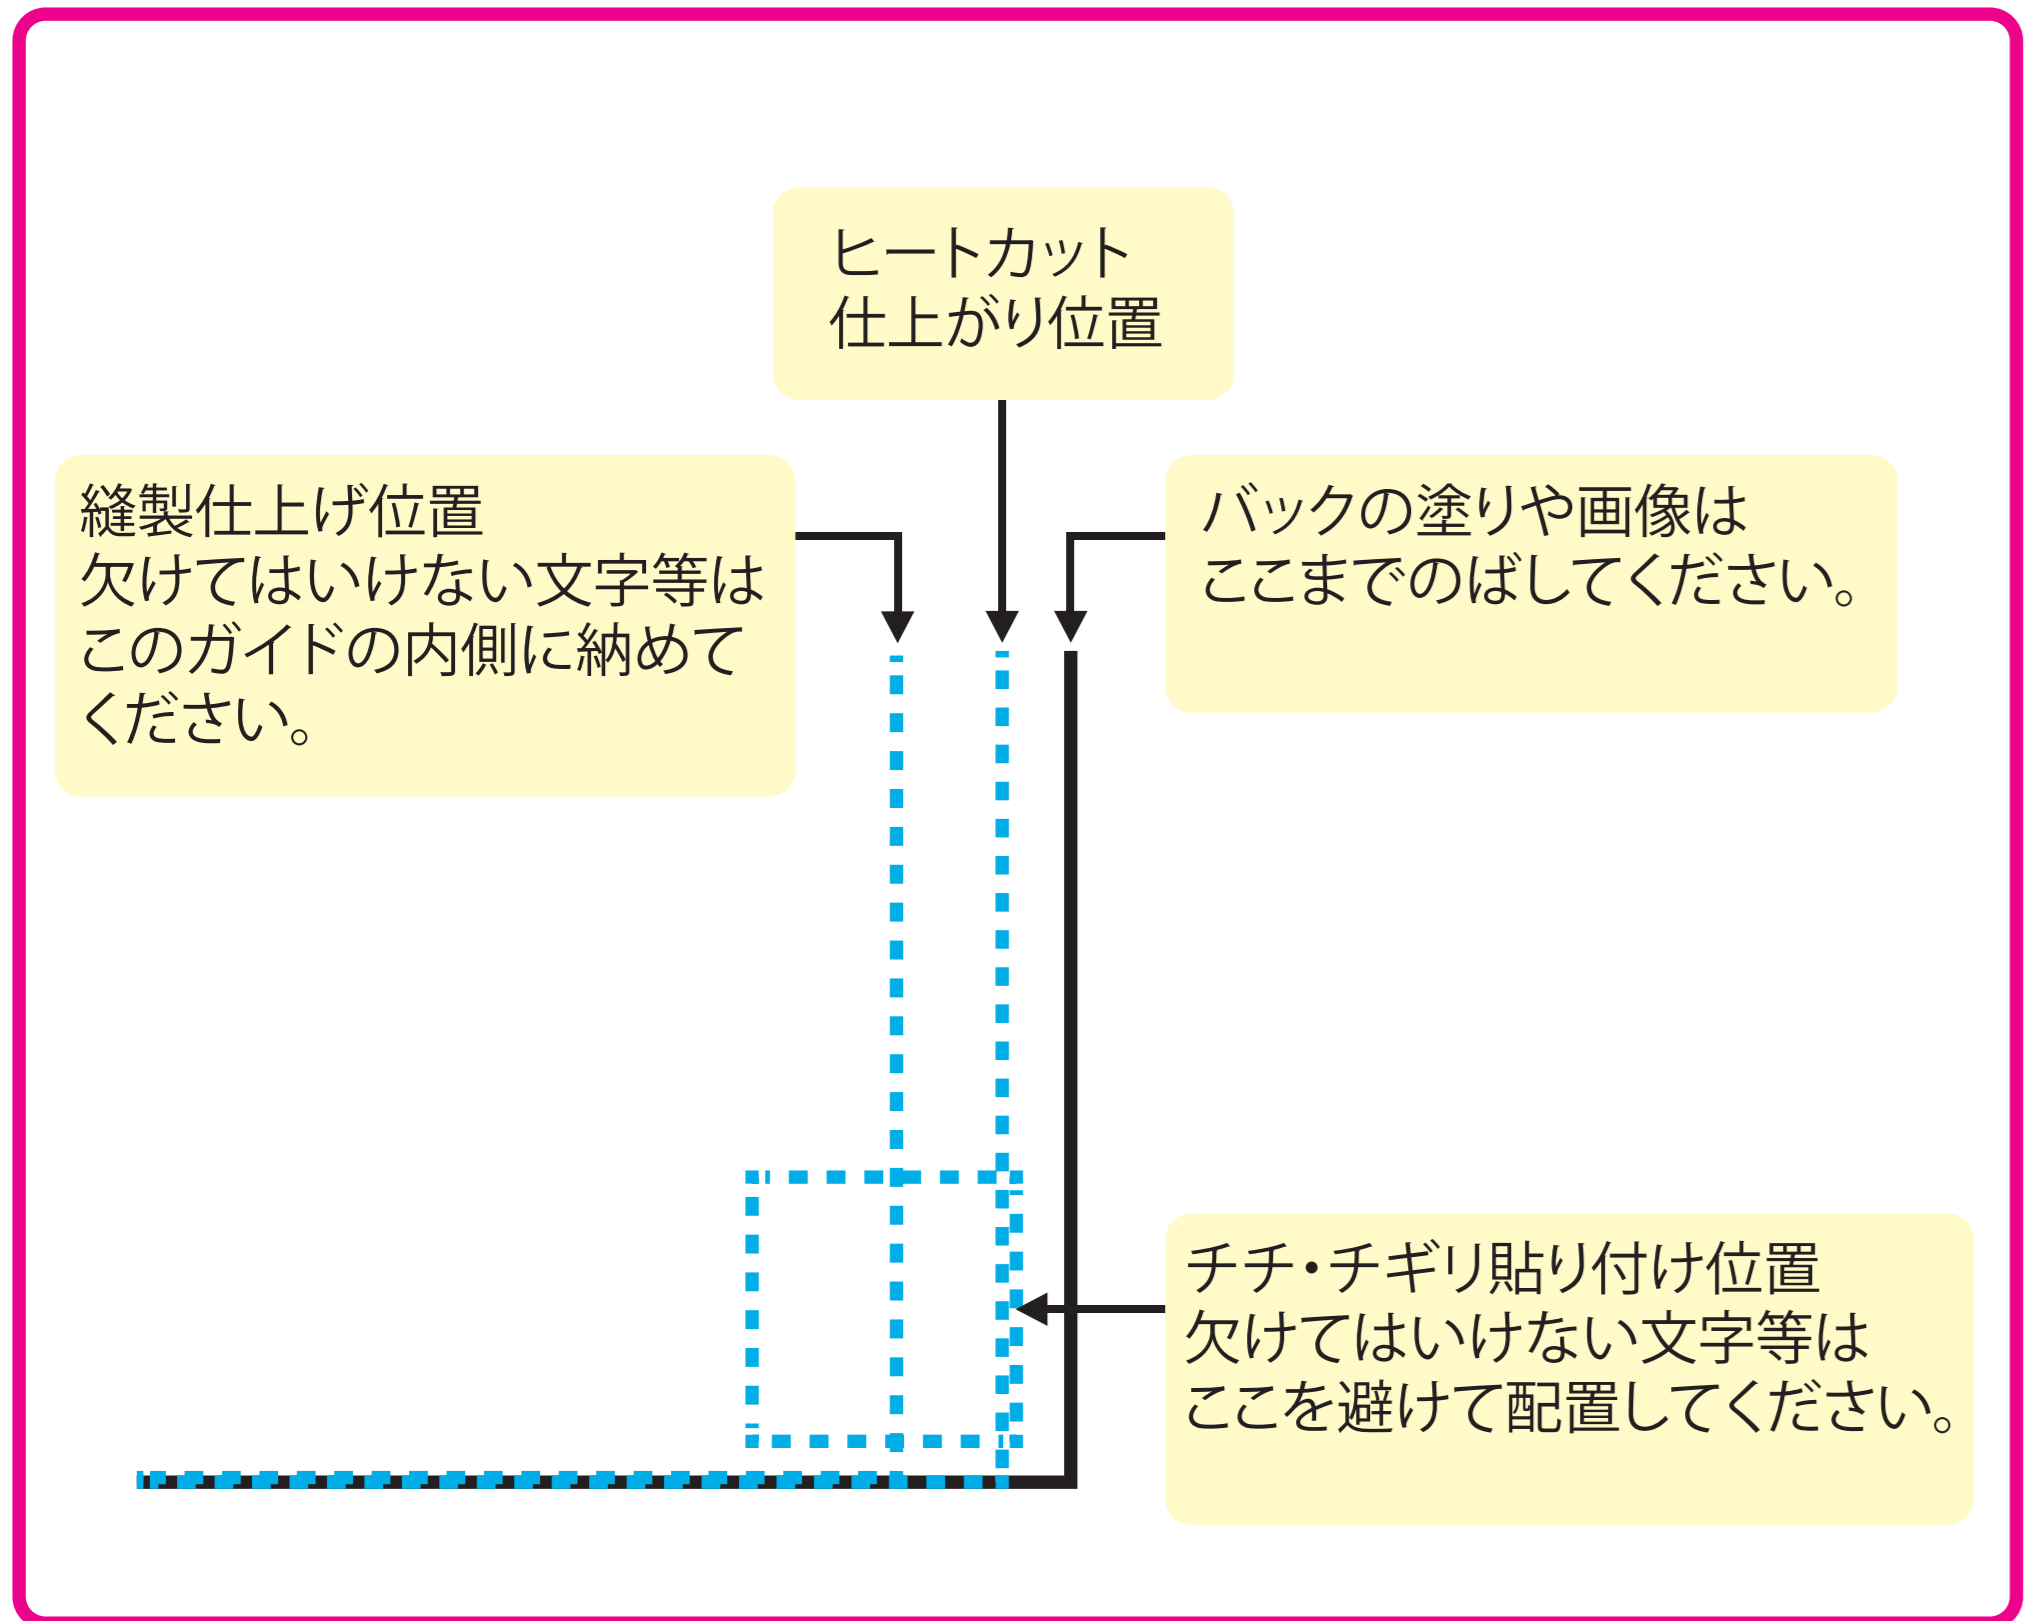 ヒートカット
仕上がり位置
縫製仕上げ位置
欠けてはいけない文字等は
このガイドの内側に納めて
ください。
バックの塗りや画像は
ここまでのばしてください。
チチ・チギリ貼り付け位置
欠けてはいけない文字等は
ここを避けて配置してください。